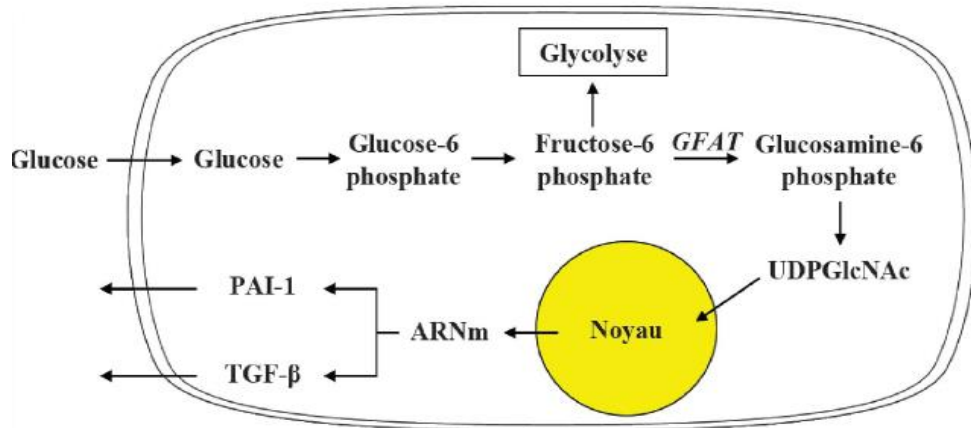 Glycolyse
Glucose
Glucose
Glucose-6
phosphate
Fructose-6
phosphate
GFAT
Glucosamine-6
phosphate
UDPGlcNAc
Noyau
ARNm
PAI-1
TGF-β